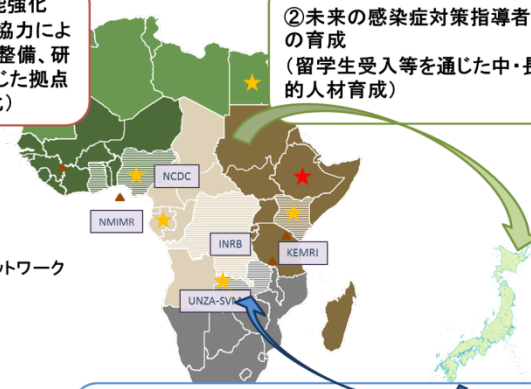 能強化
協力によ
整備、研
じた拠点
化)
②未来の感染症対策指導者
の育成
(留学生受入等を通じた中・長
的人材育成)
NCDC
NMIMR
INRB
KEMRI
ットワーク
UNZA-SVM